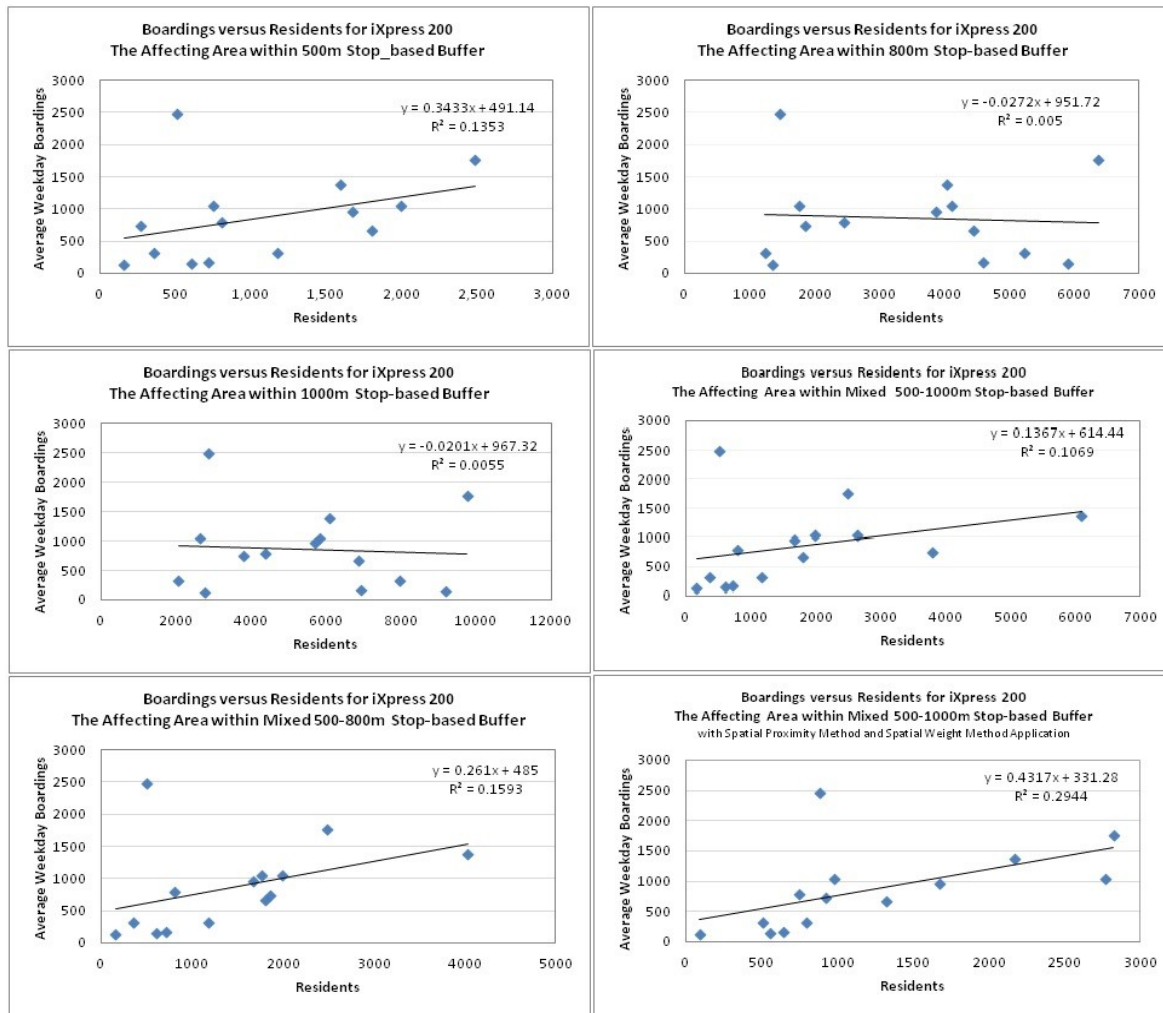 Boardings versus Residents for iXpress 200
The Affecting Area within 500m Stop_based Buffer
y = 0.3433x + 491.14
R² = 0.1353
Average Weekday Boardings
3000
2500
2000
1500
1000
500
0
0 500 1,000 1,500 2,000 2,500 3,000
Residents
Boardings versus Residents for iXpress 200
The Affecting Area within 800m Stop-based Buffer
y = -0.0272x + 951.72
R² = 0.005
Average Weekday Boardings
3000
2500
2000
1500
1000
500
0
0 1000 2000 3000 4000 5000 6000 7000
Residents
Boardings versus Residents for iXpress 200
The Affecting Area within 1000m Stop-based Buffer
y = -0.0201x + 967.32
R² = 0.0055
Average Weekday Boardings
3000
2500
2000
1500
1000
500
0
0 2000 4000 6000 8000 10000 12000
Residents
Boardings versus Residents for iXpress 200
The Affecting Area within Mixed 500-1000m Stop-based Buffer
y = 0.1367x + 614.44
R² = 0.1069
Average Weekday Boardings
3000
2500
2000
1500
1000
500
0
0 1000 2000 3000 4000 5000 6000 7000
Residents
Boardings versus Residents for iXpress 200
The Affecting Area within Mixed 500-800m Stop-based Buffer
y = 0.261x + 485
R² = 0.1593
Average Weekday Boardings
3000
2500
2000
1500
1000
500
0
0 1000 2000 3000 4000 5000
Residents
Boardings versus Residents for iXpress 200
The Affecting Area within Mixed 500-1000m Stop-based Buffer
with Spatial Proximity Method and Spatial Weight Method Application
y = 0.4317x + 331.28
R² = 0.2944
Average Weekday Boardings
3000
2500
2000
1500
1000
500
0
0 500 1000 1500 2000 2500 3000
Residents